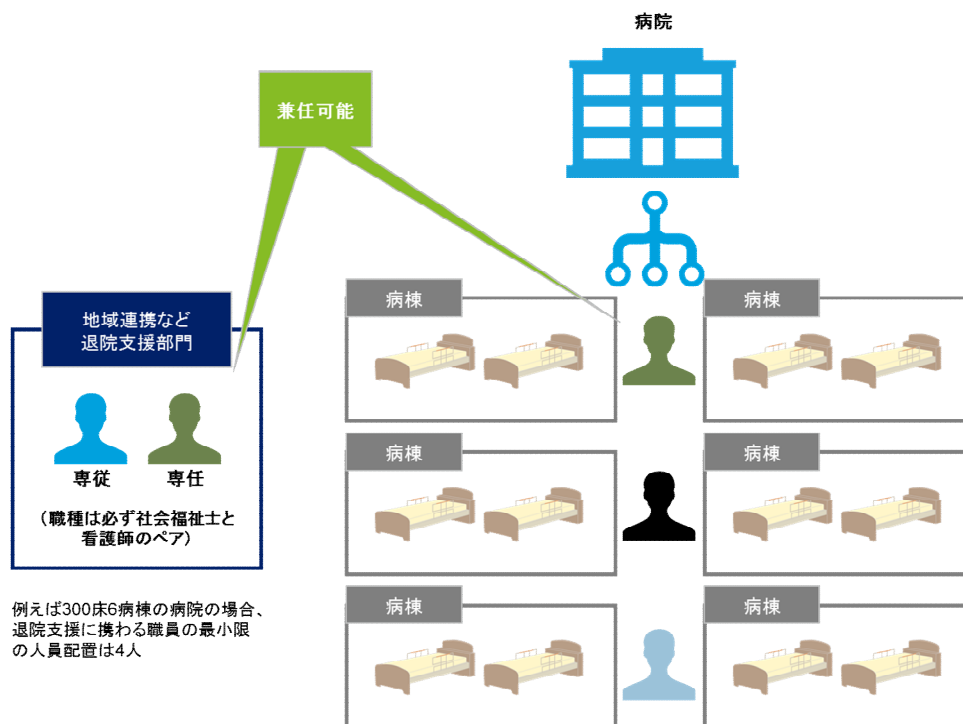 病院
兼任可能
地域連携など
退院支援部門
専従
専任
（職種は必ず社会福祉士と
看護師のペア）
例えば300床6病棟の病院の場合、
退院支援に携わる職員の最小限
の人員配置は4人
病棟
病棟
病棟
病棟
病棟
病棟